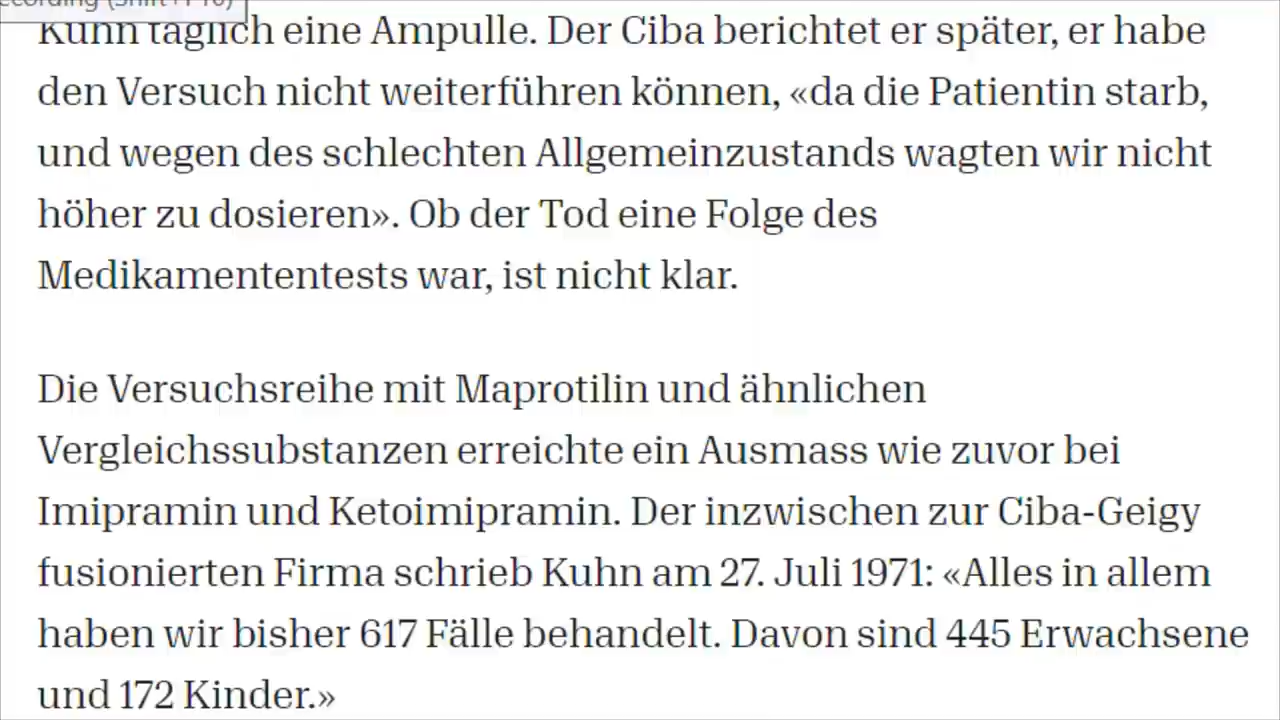 ecording (Shift+F10)
Kuhn täglich eine Ampulle. Der Ciba berichtet er später, er habe
den Versuch nicht weiterführen können, «da die Patientin starb,
und wegen des schlechten Allgemeinzustands wagten wir nicht
höher zu dosieren». Ob der Tod eine Folge des
Medikamententests war, ist nicht klar.
Die Versuchsreihe mit Maprotilin und ähnlichen
Vergleichssubstanzen erreichte ein Ausmass wie zuvor bei
Imipramin und Ketoimipramin. Der inzwischen zur Ciba-Geigy
fusionierten Firma schrieb Kuhn am 27. Juli 1971: «Alles in allem
haben wir bisher 617 Fälle behandelt. Davon sind 445 Erwachsene
und 172 Kinder.»